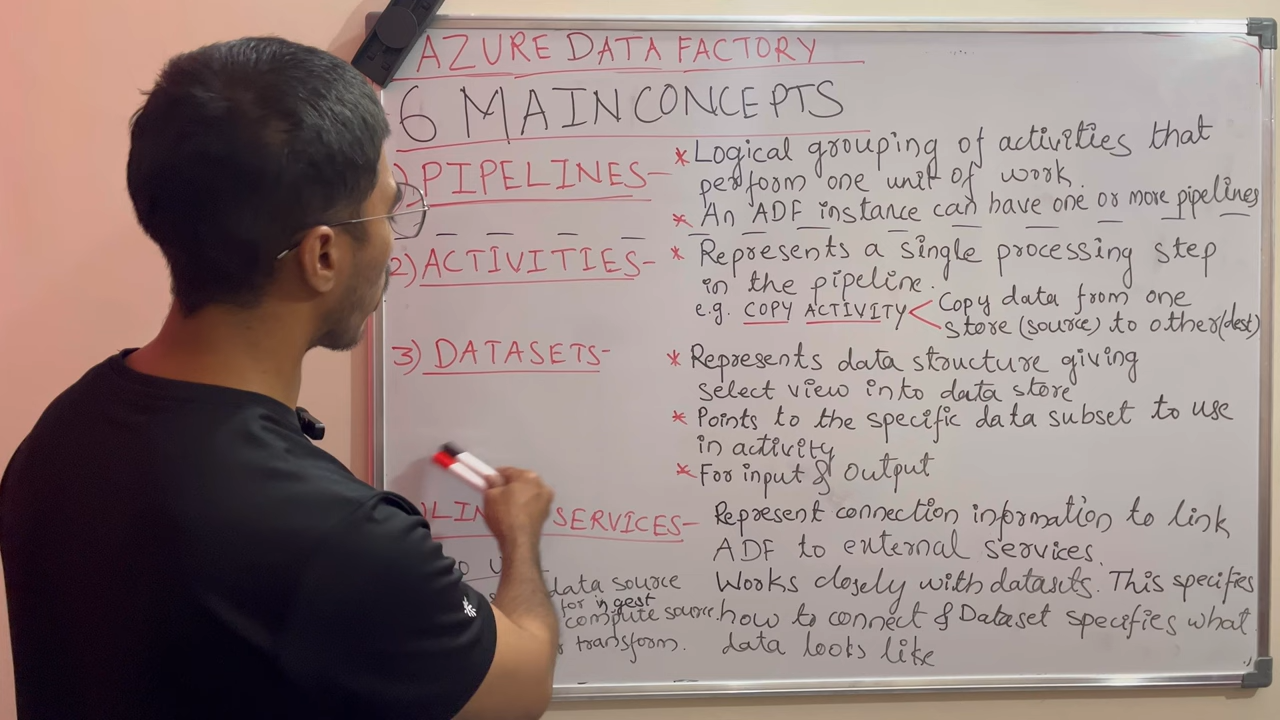 AZURE DATA FACTORY
6 MAIN CONCEPTS
) PIPELINES-
* Logical grouping of activities that
perform one unit of work.
* An ADF instance can have one or more pipelines
2) ACTIVITIES-
* Represents a single processing step
in the pipeline.
e.g. COPY ACTIVITY < Copy data from one
store (source) to other (dest)
3) DATASETS-
* Represents data structure giving
select view into data store
* Points to the specific data subset to use
in activity
* For input & output
) SERVICES-
Represent connection information to link
ADF to external services.
Works closely with datasets. This specifies
how to connect & Dataset specifies what
data looks like
data source
for ingest
compute source.
transform.